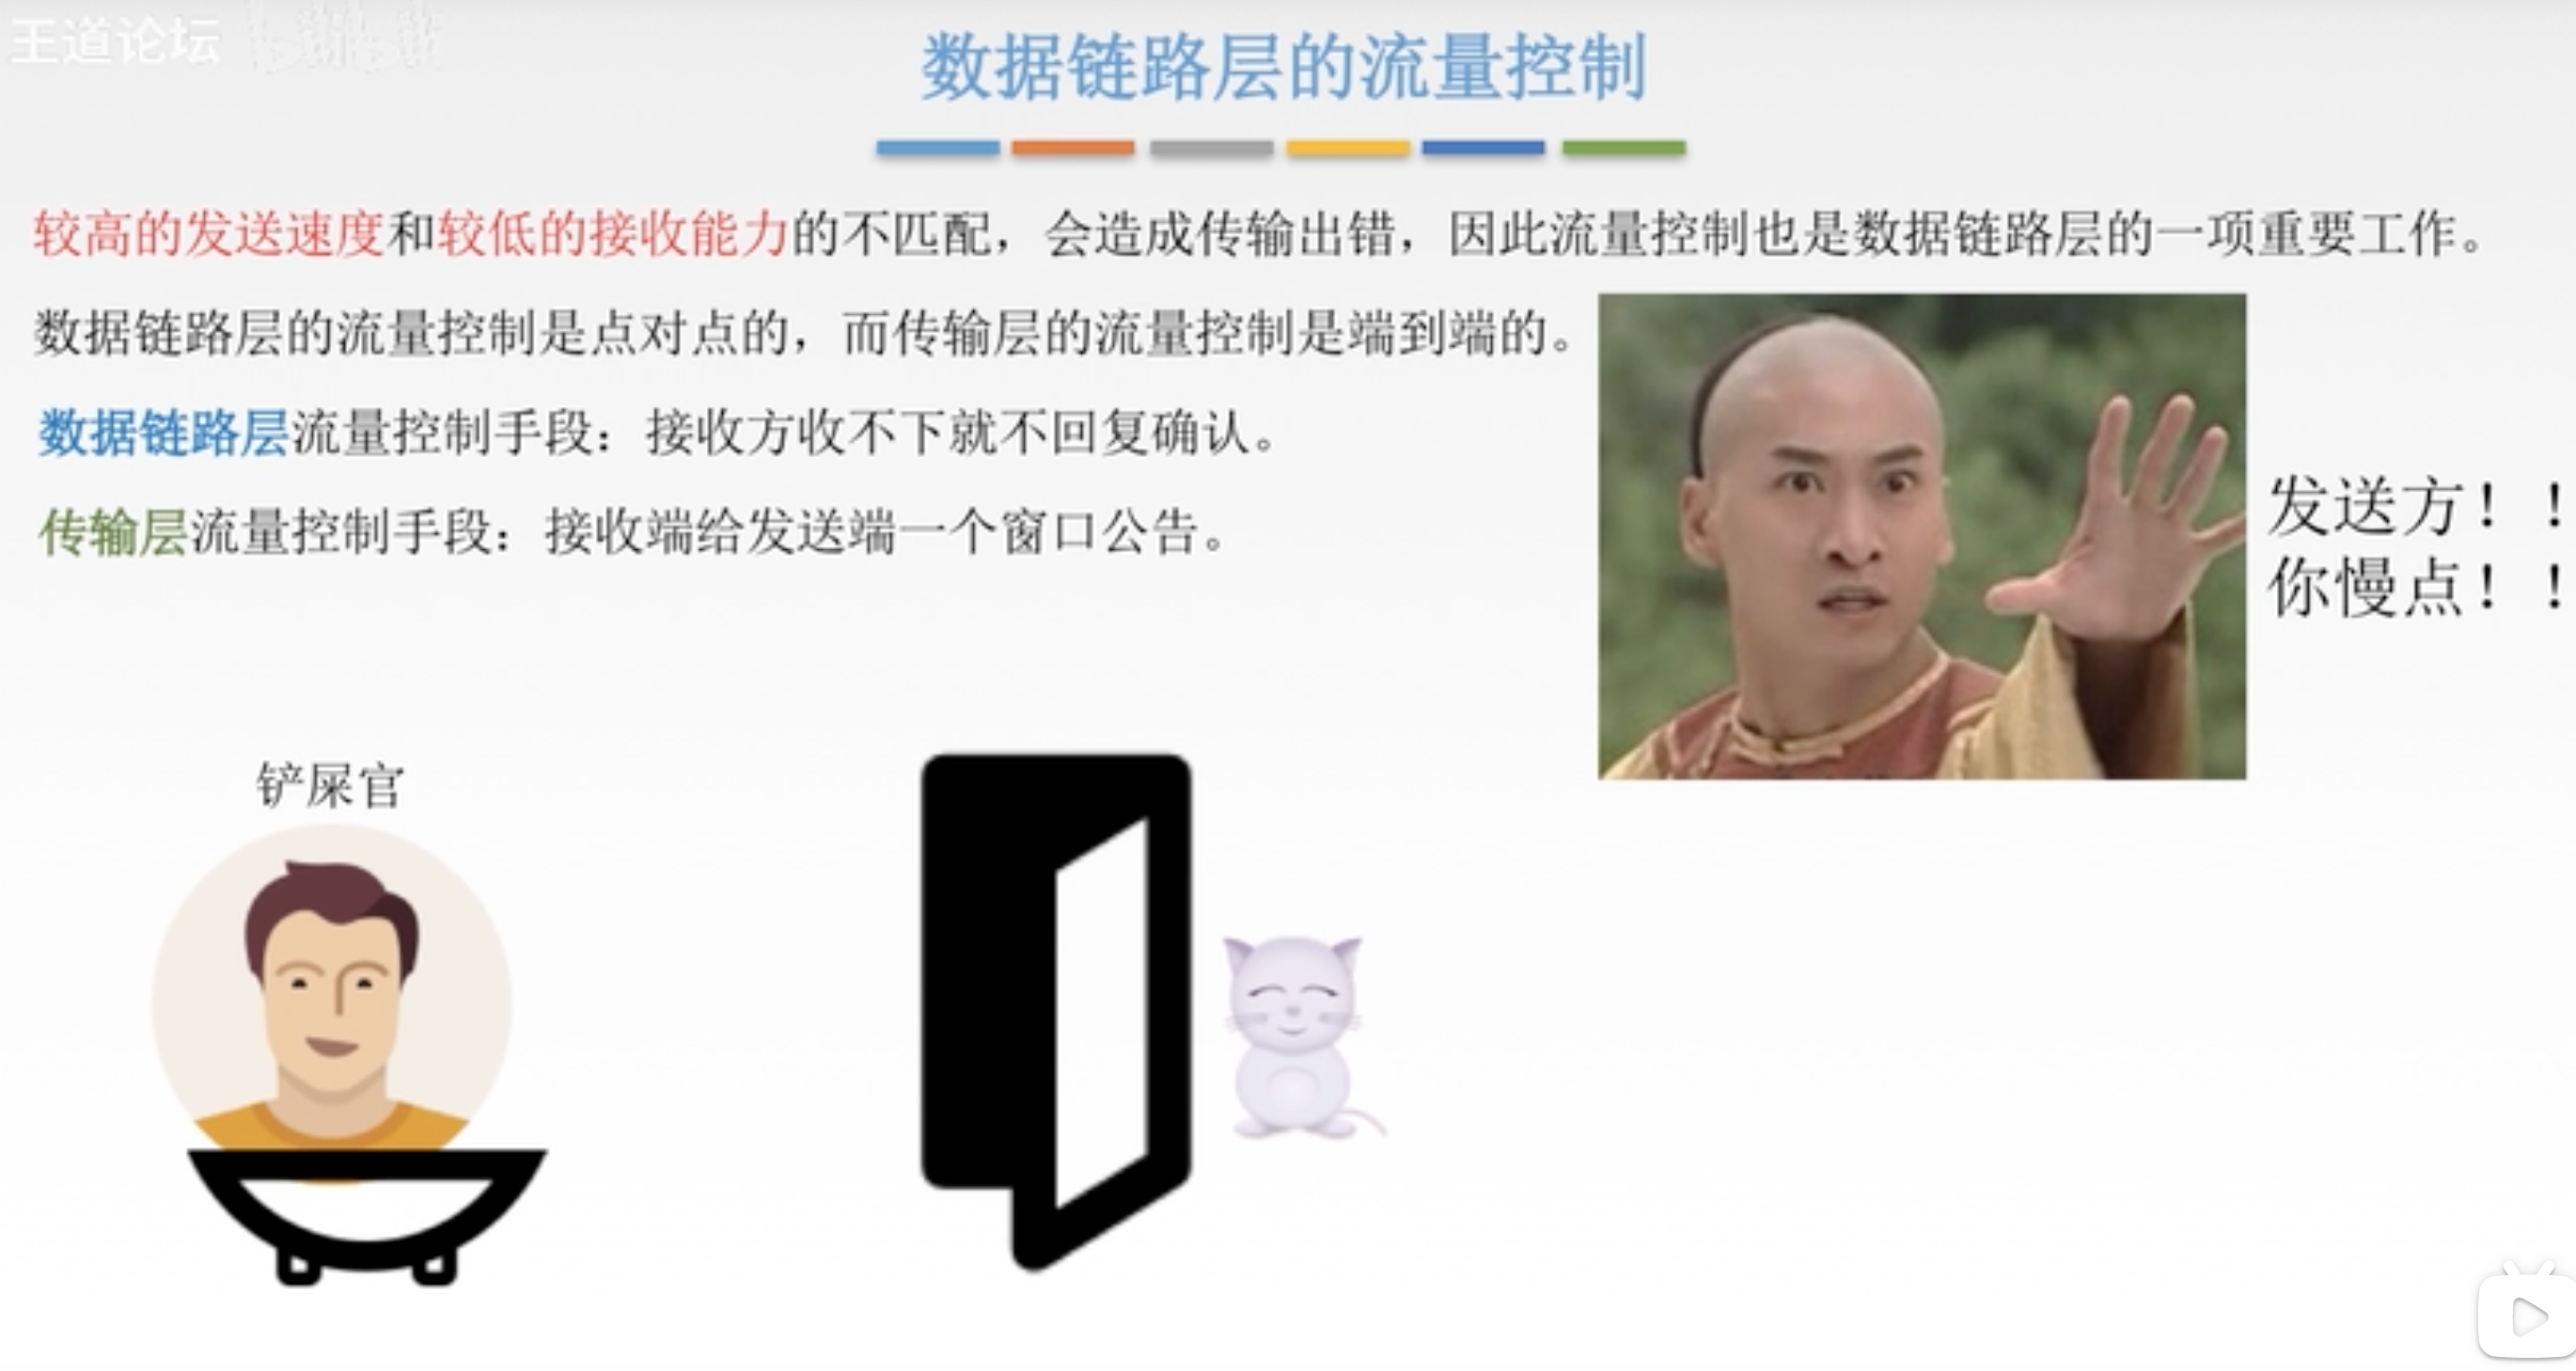 王道论坛 bilibili
数据链路层的流量控制
较高的发送速度和较低的接收能力的不匹配，会造成传输出错，因此流量控制也是数据链路层的一项重要工作。
数据链路层的流量控制是点对点的，而传输层的流量控制是端到端的。
数据链路层流量控制手段：接收方收不下就不回复确认。
传输层流量控制手段：接收端给发送端一个窗口公告。
发送方！！
你慢点！！
铲屎官